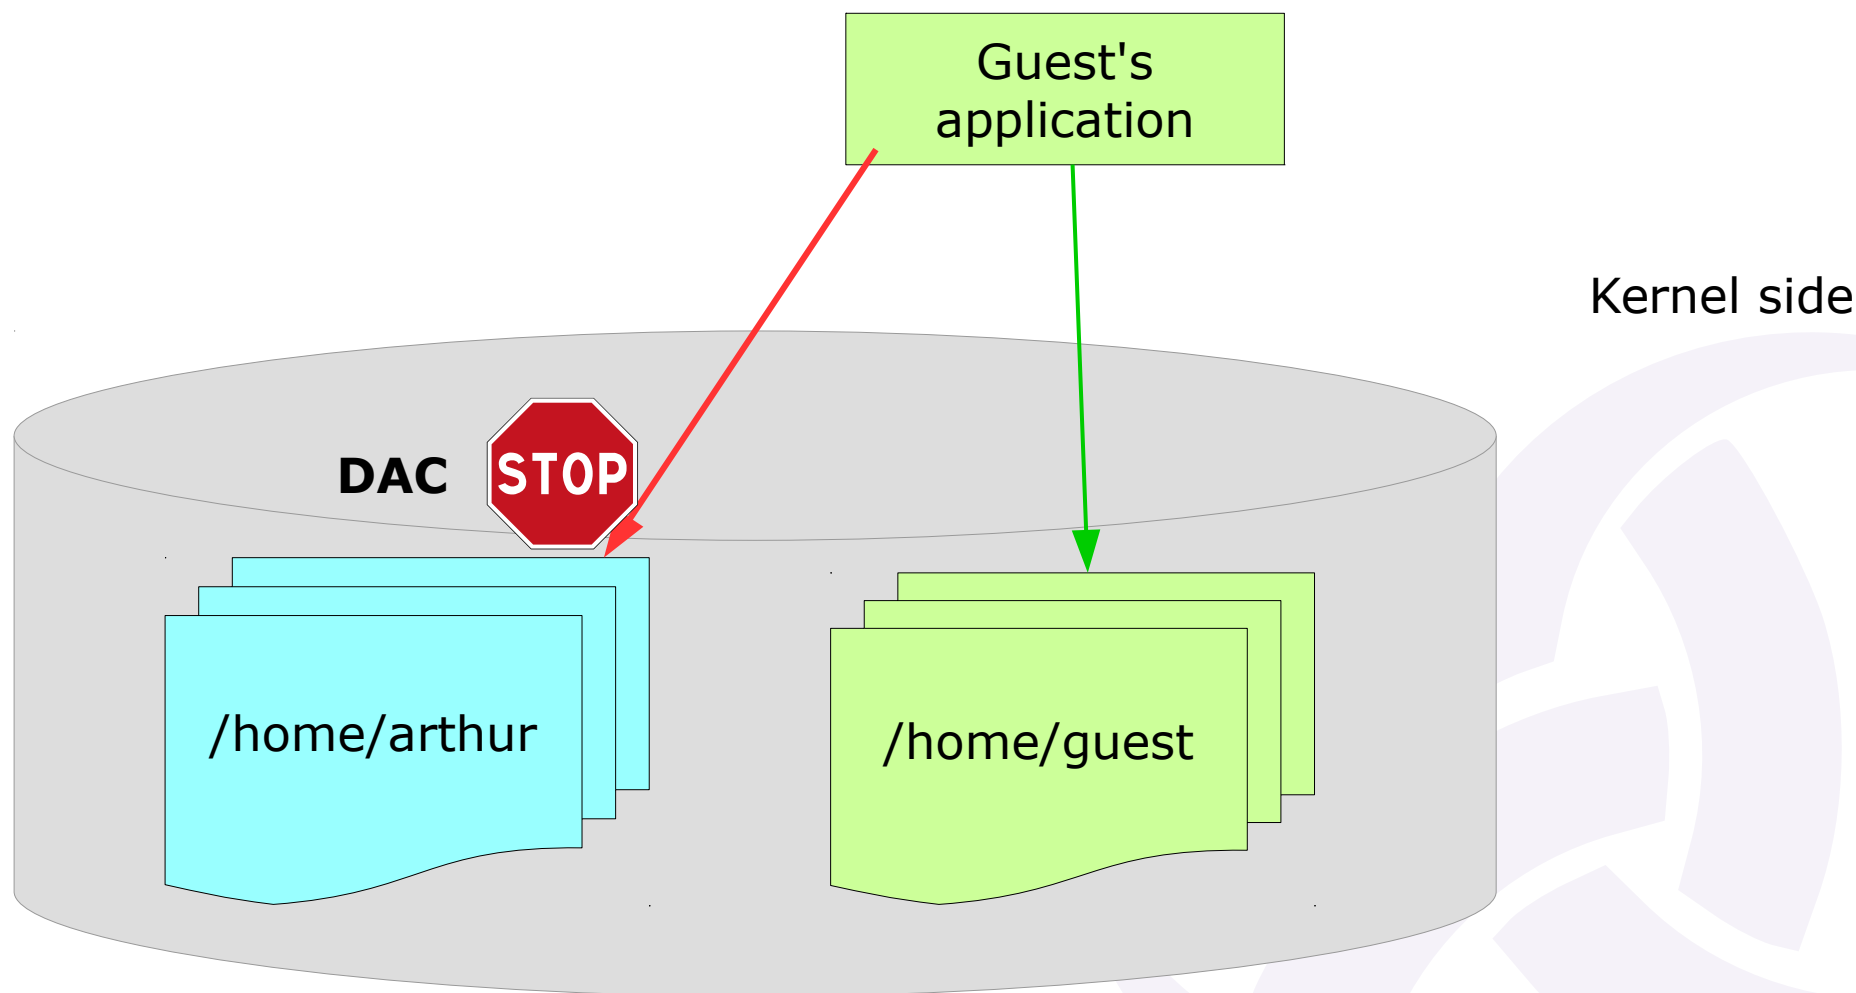 Guest's
application
Kernel side
DAC
STOP
/home/arthur
/home/guest